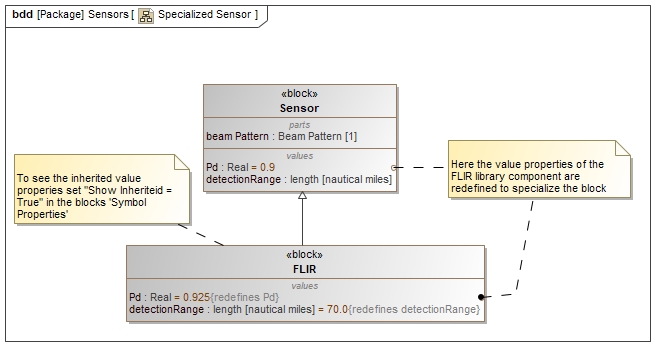 bdd [Package] Sensors [ Specialized Sensor ]
«block»
Sensor
parts
beam Pattern : Beam Pattern [1]
values
Pd : Real = 0.9
detectionRange : length [nautical miles]
To see the inherited value
properies set "Show Inheriteid =
True" in the blocks 'Symbol
Properties'
Here the value properties of the
FLIR library component are
redefined to specialize the block
«block»
FLIR
values
Pd : Real = 0.925{redefines Pd}
detectionRange : length [nautical miles] = 70.0{redefines detectionRange}